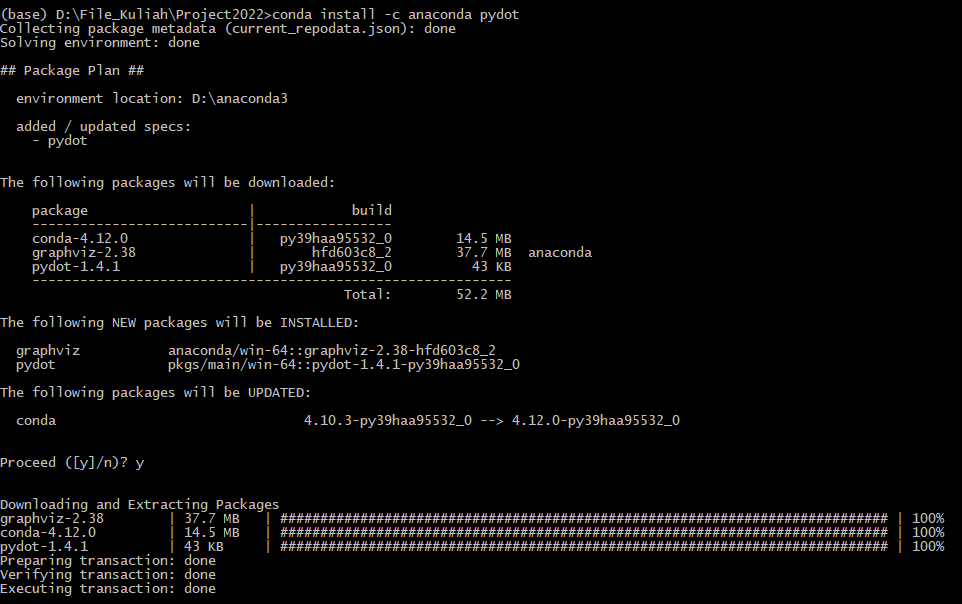 (base) D:\File_Kuliah\Project2022>conda install -c anaconda pydot
Collecting package metadata (current_repodata.json): done
Solving environment: done
## Package Plan ##
  environment location: D:\anaconda3
  added / updated specs:
    - pydot
The following packages will be downloaded:
    package                    |            build
    ---------------------------|-----------------
    conda-4.12.0               |   py39haa95532_0        14.5 MB
    graphviz-2.38              |       hfd603c8_2        37.7 MB  anaconda
    pydot-1.4.1                |   py39haa95532_0          43 KB
    ------------------------------------------------------------
                                           Total:        52.2 MB
The following NEW packages will be INSTALLED:
  graphviz           anaconda/win-64::graphviz-2.38-hfd603c8_2
  pydot              pkgs/main/win-64::pydot-1.4.1-py39haa95532_0
The following packages will be UPDATED:
  conda                               4.10.3-py39haa95532_0 --> 4.12.0-py39haa95532_0
Proceed ([y]/n)? y
Downloading and Extracting Packages
graphviz-2.38        | 37.7 MB   | ############################################################################ | 100%
conda-4.12.0         | 14.5 MB   | ############################################################################ | 100%
pydot-1.4.1          | 43 KB     | ############################################################################ | 100%
Preparing transaction: done
Verifying transaction: done
Executing transaction: done